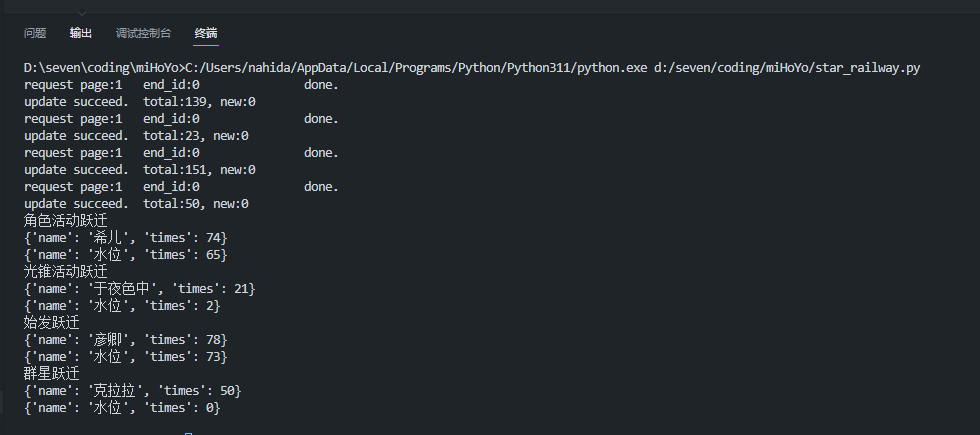 问题 输出 调试控制台 终端
D:\seven\coding\miHoYo>C:/Users/nahida/AppData/Local/Programs/Python/Python311/python.exe d:/seven/coding/miHoYo/star_railway.py
request page:1 end_id:0 done.
update succeed. total:139, new:0
request page:1 end_id:0 done.
update succeed. total:23, new:0
request page:1 end_id:0 done.
update succeed. total:151, new:0
request page:1 end_id:0 done.
update succeed. total:50, new:0
角色活动跃迁
{'name': '希儿', 'times': 74}
{'name': '水位', 'times': 65}
光锥活动跃迁
{'name': '于夜色中', 'times': 21}
{'name': '水位', 'times': 2}
始发跃迁
{'name': '彦卿', 'times': 78}
{'name': '水位', 'times': 73}
群星跃迁
{'name': '克拉拉', 'times': 50}
{'name': '水位', 'times': 0}